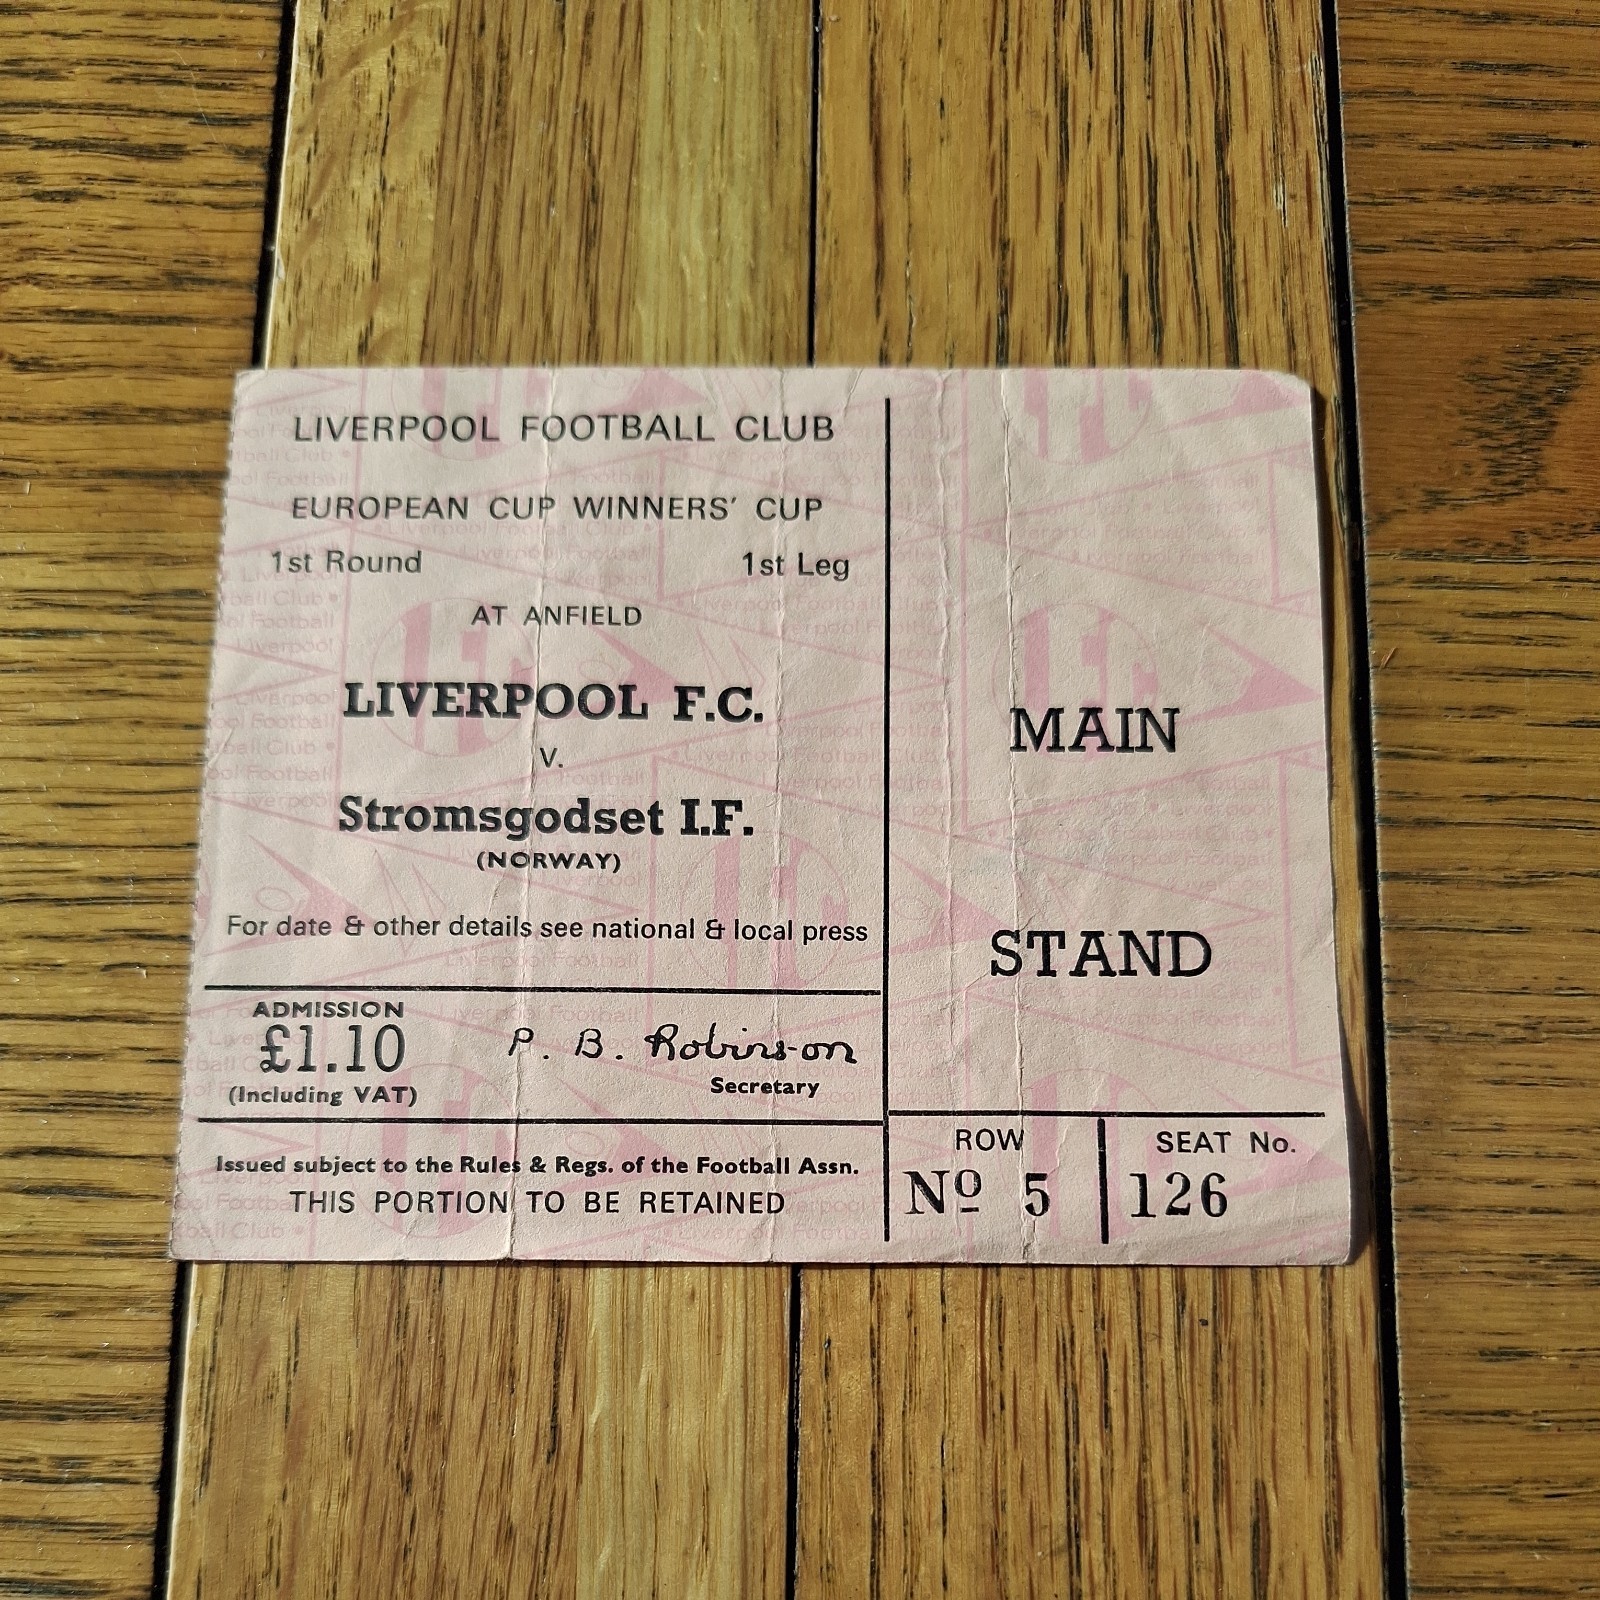 LIVERPOOL FOOTBALL CLUB
EUROPEAN CUP WINNERS' CUP
1st Round 1st Leg
AT ANFIELD
LIVERPOOL F.C.
V.
Stromsgodset I.F.
(NORWAY)
For date & other details see national & local press
ADMISSION
£1.10
(Including VAT)
P. B. Robinson
Secretary
Issued subject to the Rules & Regs. of the Football Assn.
THIS PORTION TO BE RETAINED
MAIN
STAND
ROW
Nº 5
SEAT No.
126